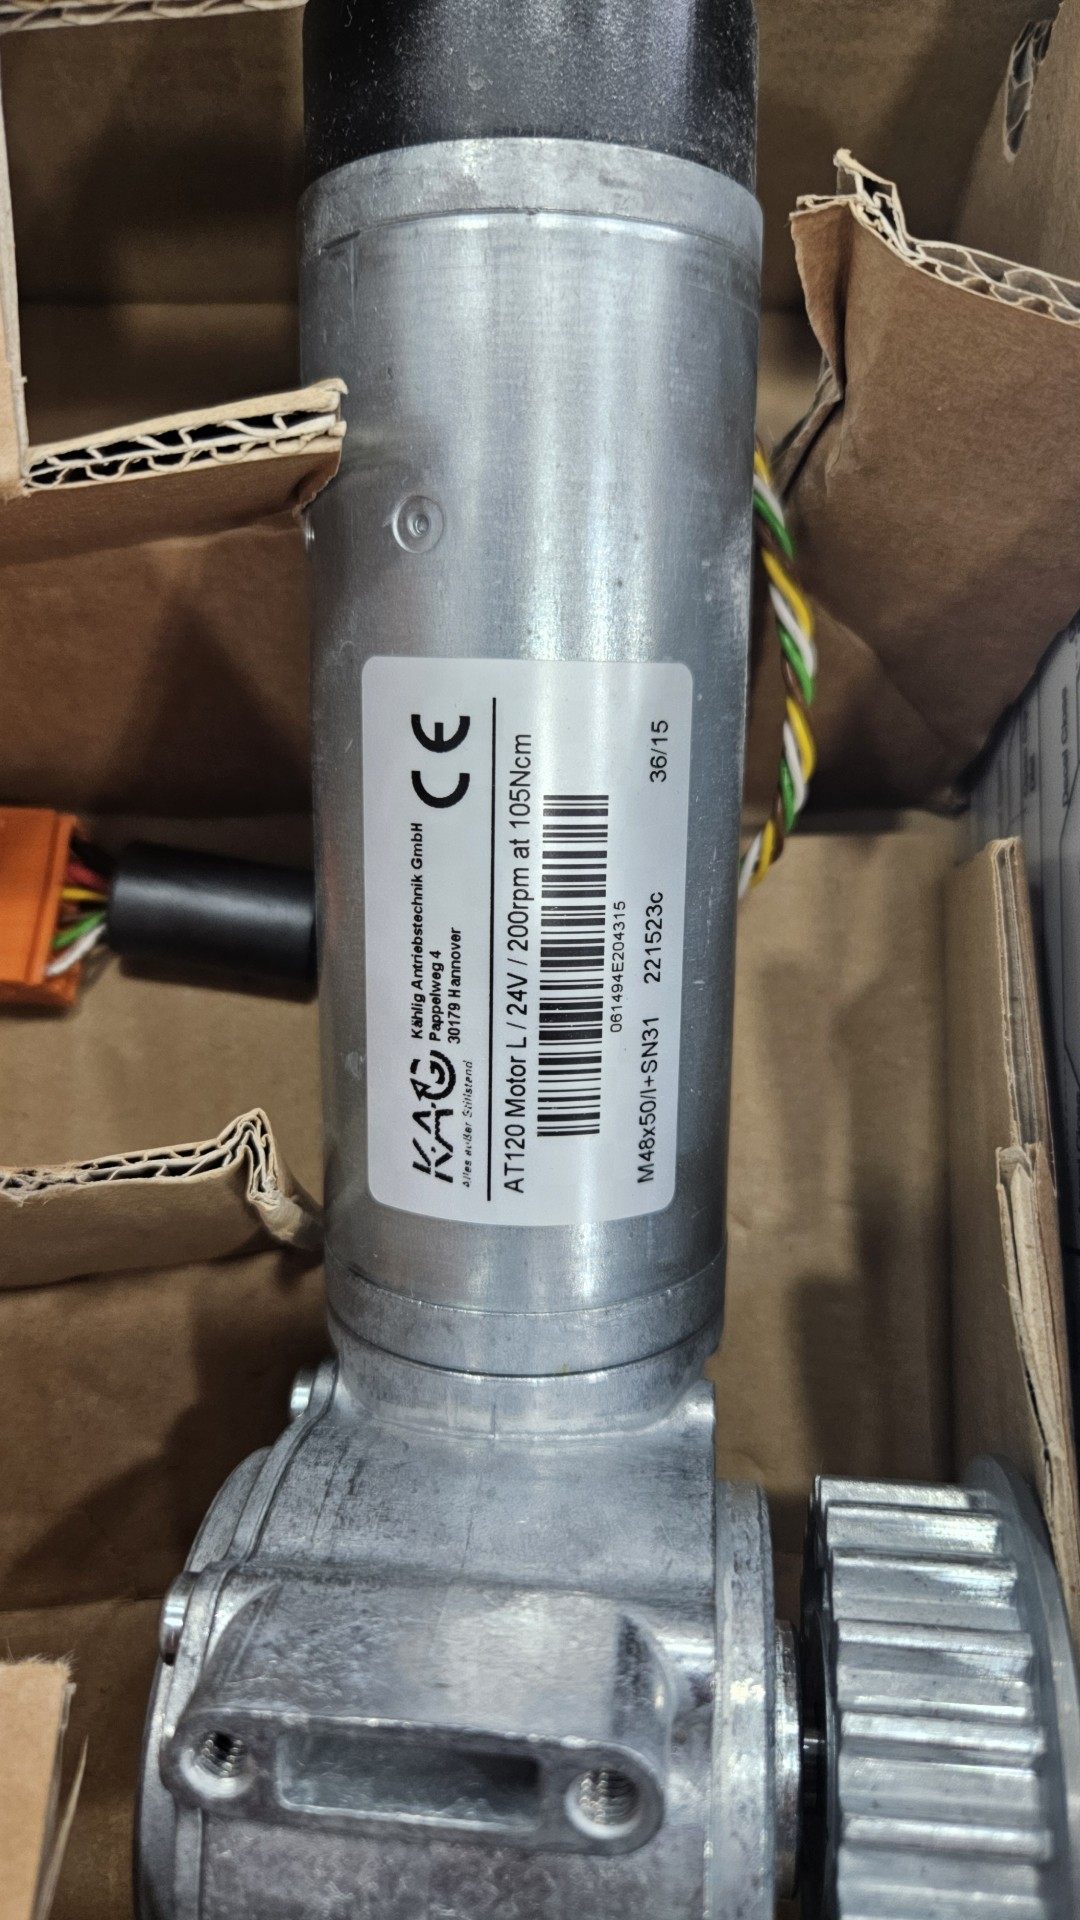 KAG
Kählig Antriebstechnik GmbH
Pappelweg 4
30179 Hannover
Alles außer Stillstand
CE
AT120 Motor L / 24V / 200rpm at 105Ncm
061494E204315
M48x50/I+SN31 221523c 36/15